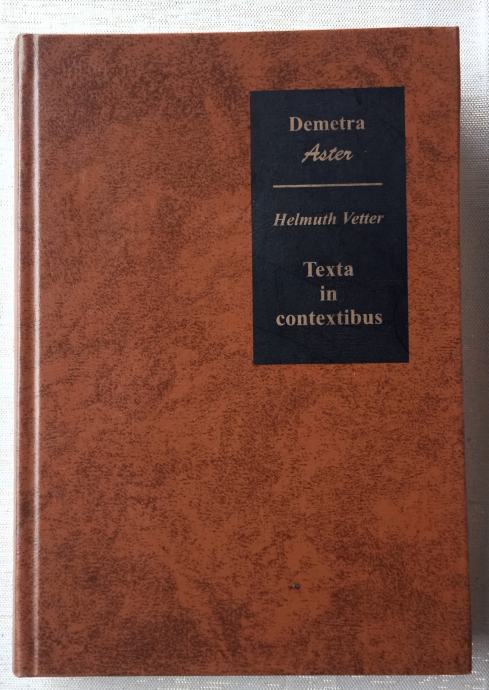 Demetra
Aster
Helmuth Vetter
Texta
in
contextibus